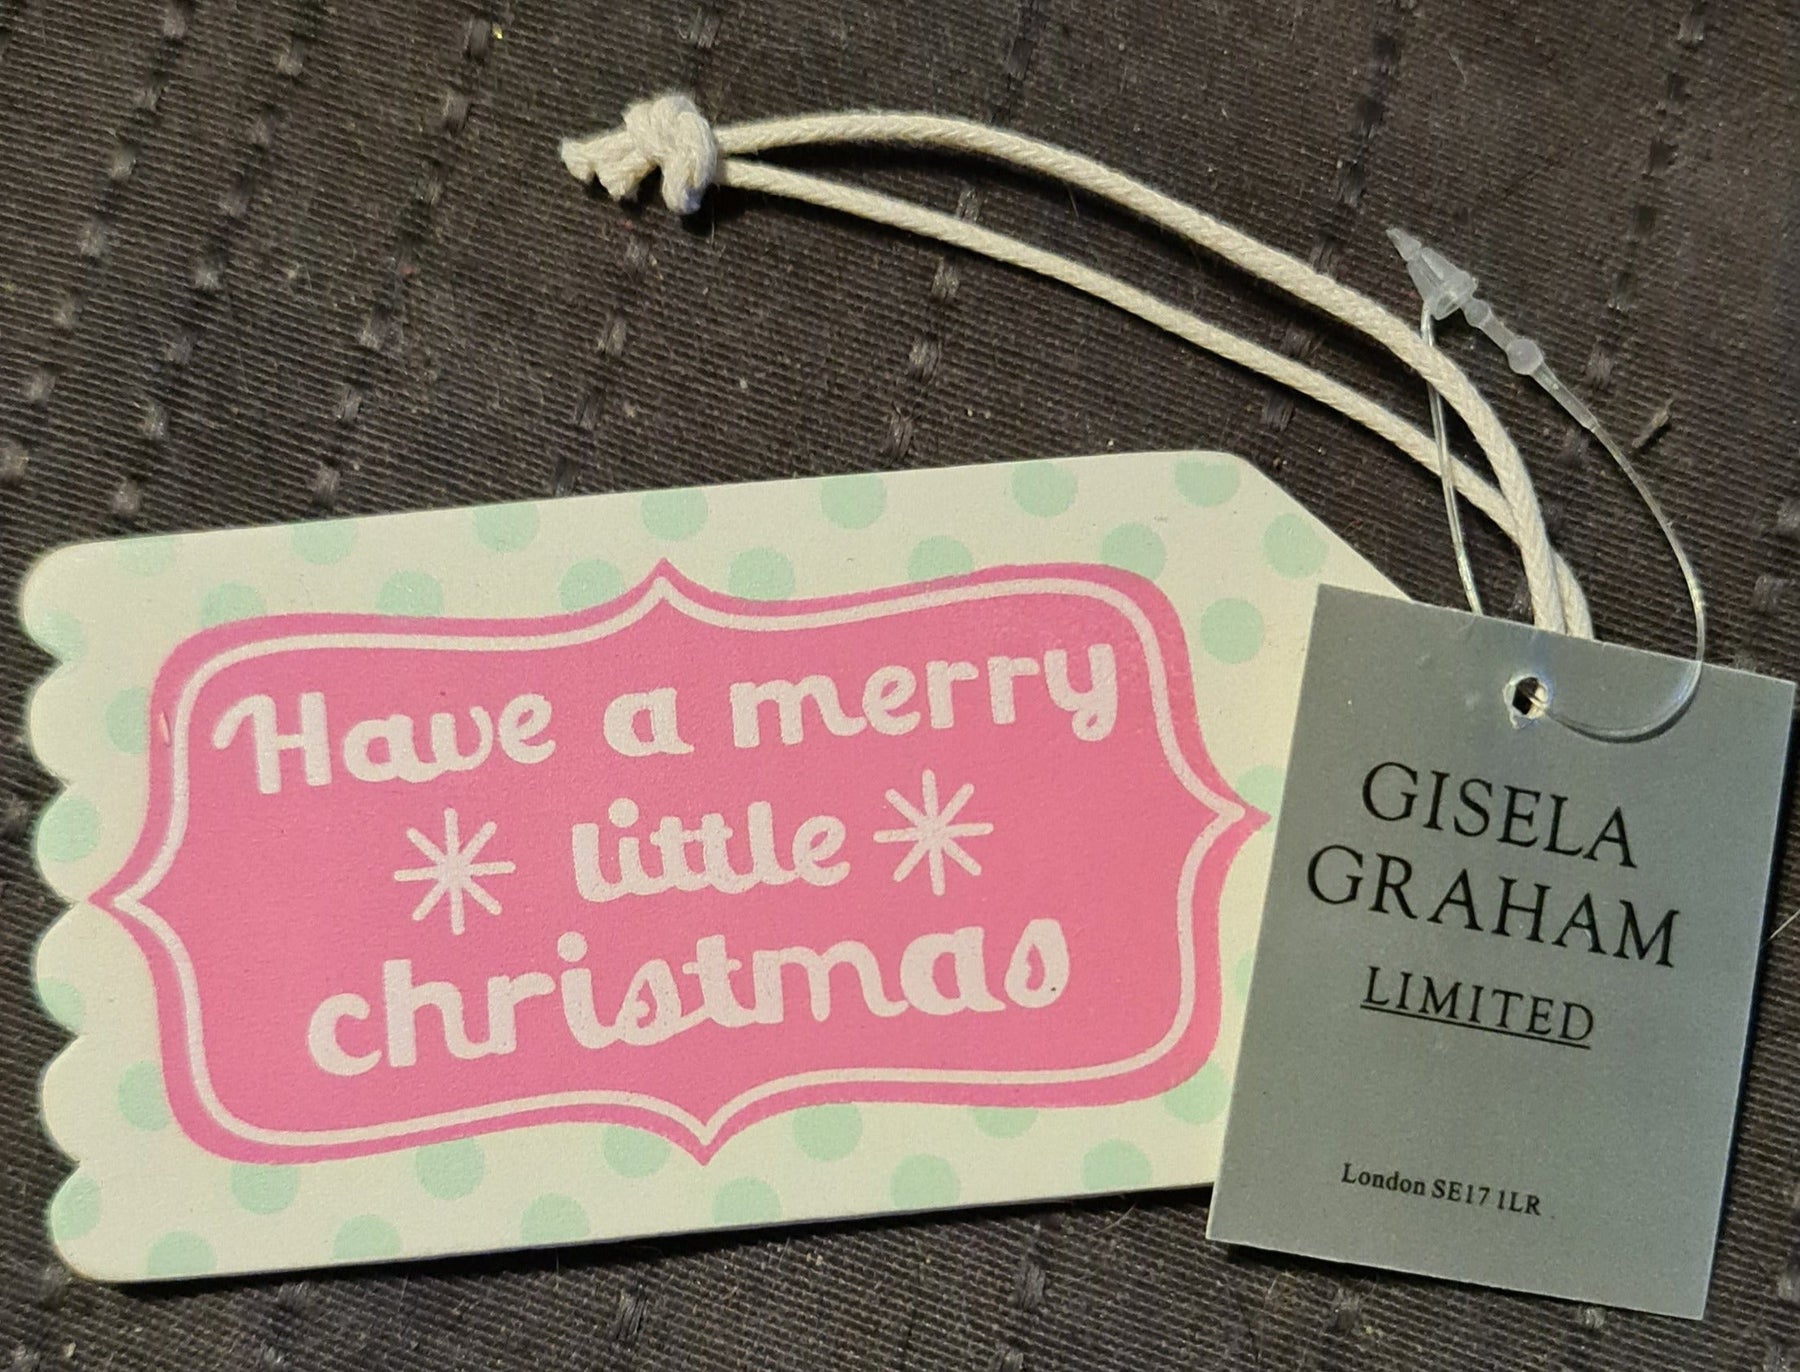 Have a merry
little
christmas
GISELA
GRAHAM
LIMITED
London SE17 1LR